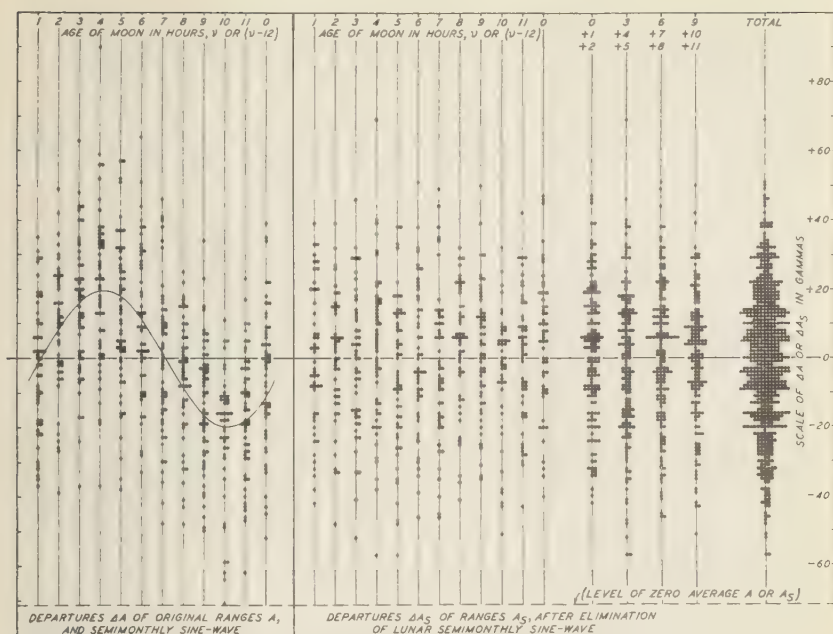 1 2 3 4 5 6 7 8 9 10 11 0
AGE OF MOON IN HOURS, ν OR (ν-12)
1 2 3 4 5 6 7 8 9 10 11 0
AGE OF MOON IN HOURS, ν OR (ν-12)
0 3 6 9
+1 +4 +7 +10
+2 +5 +8 +11
TOTAL
+80
+60
+40
+20
0
-20
-40
-60
SCALE OF ΔA OR ΔAs IN GAMMAS
(LEVEL OF ZERO AVERAGE A OR As)
DEPARTURES ΔA OF ORIGINAL RANGES A,
AND SEMIMONTHLY SINE-WAVE
DEPARTURES ΔAs OF RANGES As, AFTER ELIMINATION
OF LUNAR SEMIMONTHLY SINE-WAVE